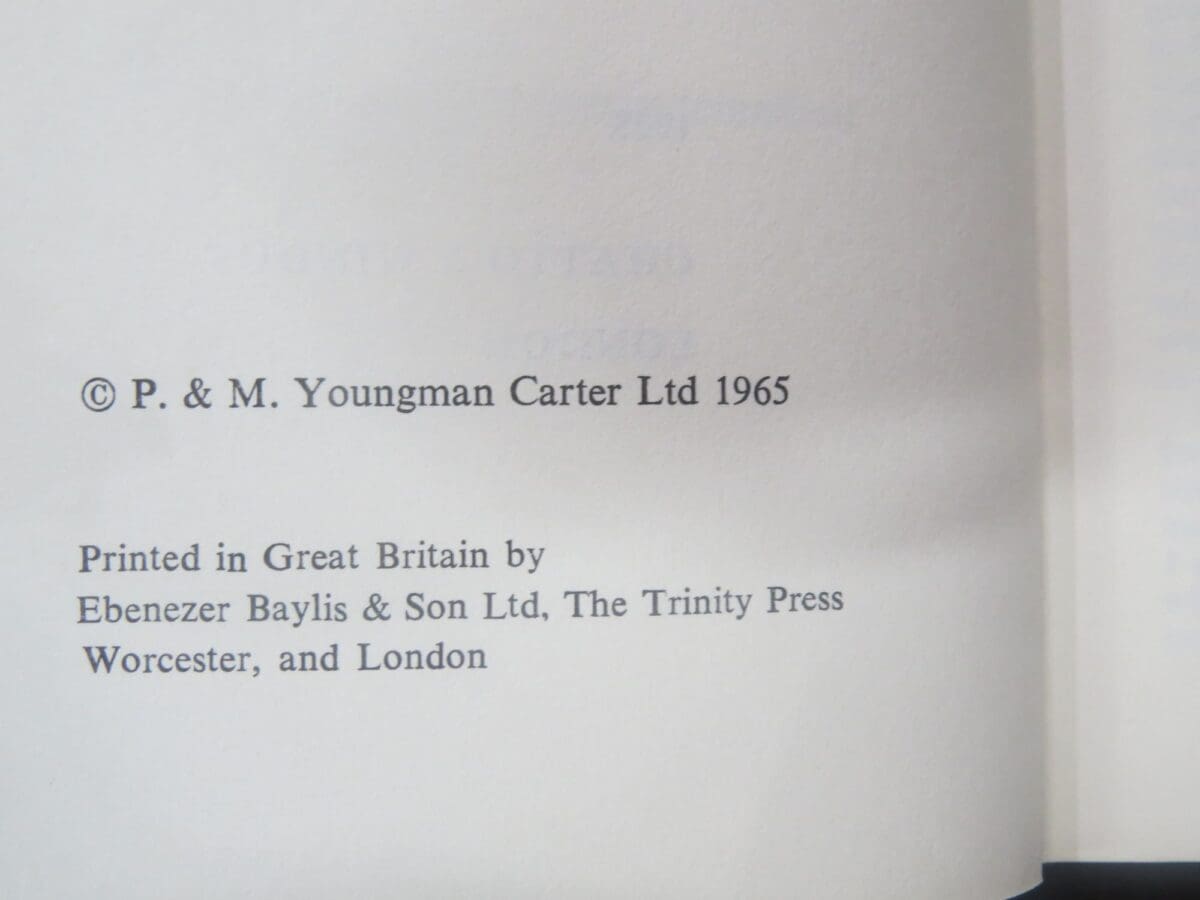 © P. & M. Youngman Carter Ltd 1965
Printed in Great Britain by
Ebenezer Baylis & Son Ltd, The Trinity Press
Worcester, and London